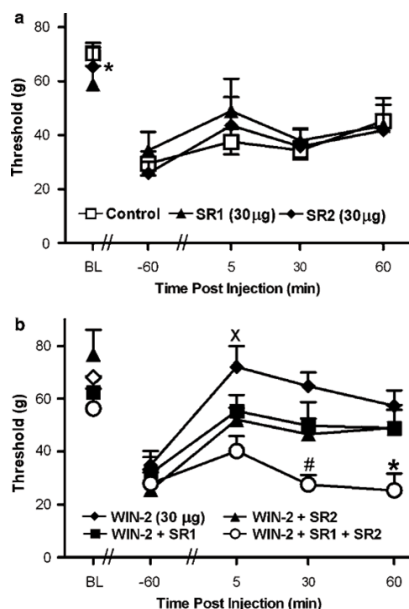 a
80
60
40
20
0
Threshold (g)
*
Control SR1 (30μg) SR2 (30μg)
BL // -60 // 5 30 60
Time Post Injection (min)
b
80
60
40
20
0
Threshold (g)
X
#
*
WIN-2 (30 μg) WIN-2 + SR2
WIN-2 + SR1 WIN-2 + SR1 + SR2
BL // -60 // 5 30 60
Time Post Injection (min)